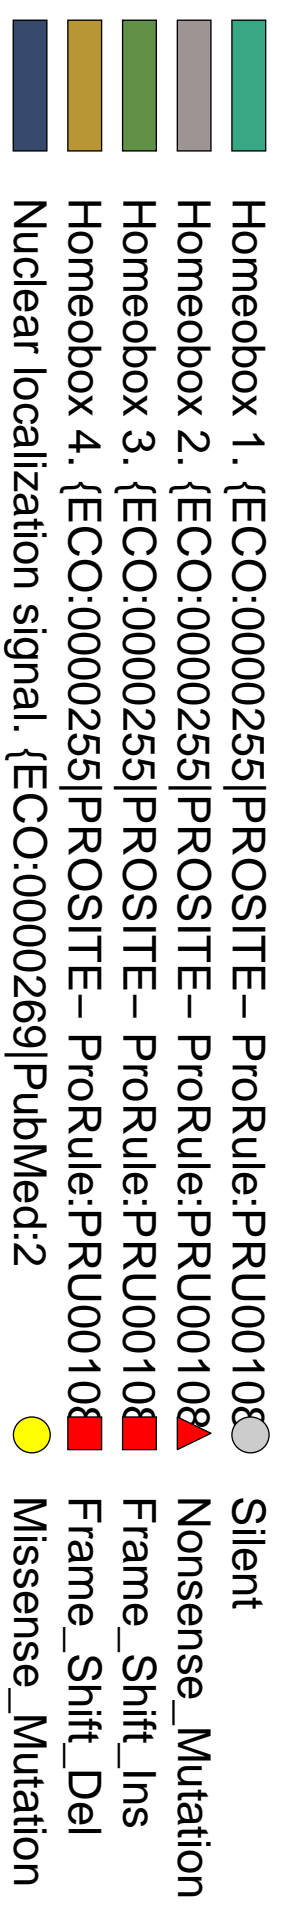 Homeobox 1. {ECO:0000255|PROSITE− ProRule:PRU00108
Homeobox 2. {ECO:0000255|PROSITE− ProRule:PRU00108
Homeobox 3. {ECO:0000255|PROSITE− ProRule:PRU00108
Homeobox 4. {ECO:0000255|PROSITE− ProRule:PRU00108
Nuclear localization signal. {ECO:0000269|PubMed:2
Silent
Nonsense_Mutation
Frame_Shift_Ins
Frame_Shift_Del
Missense_Mutation